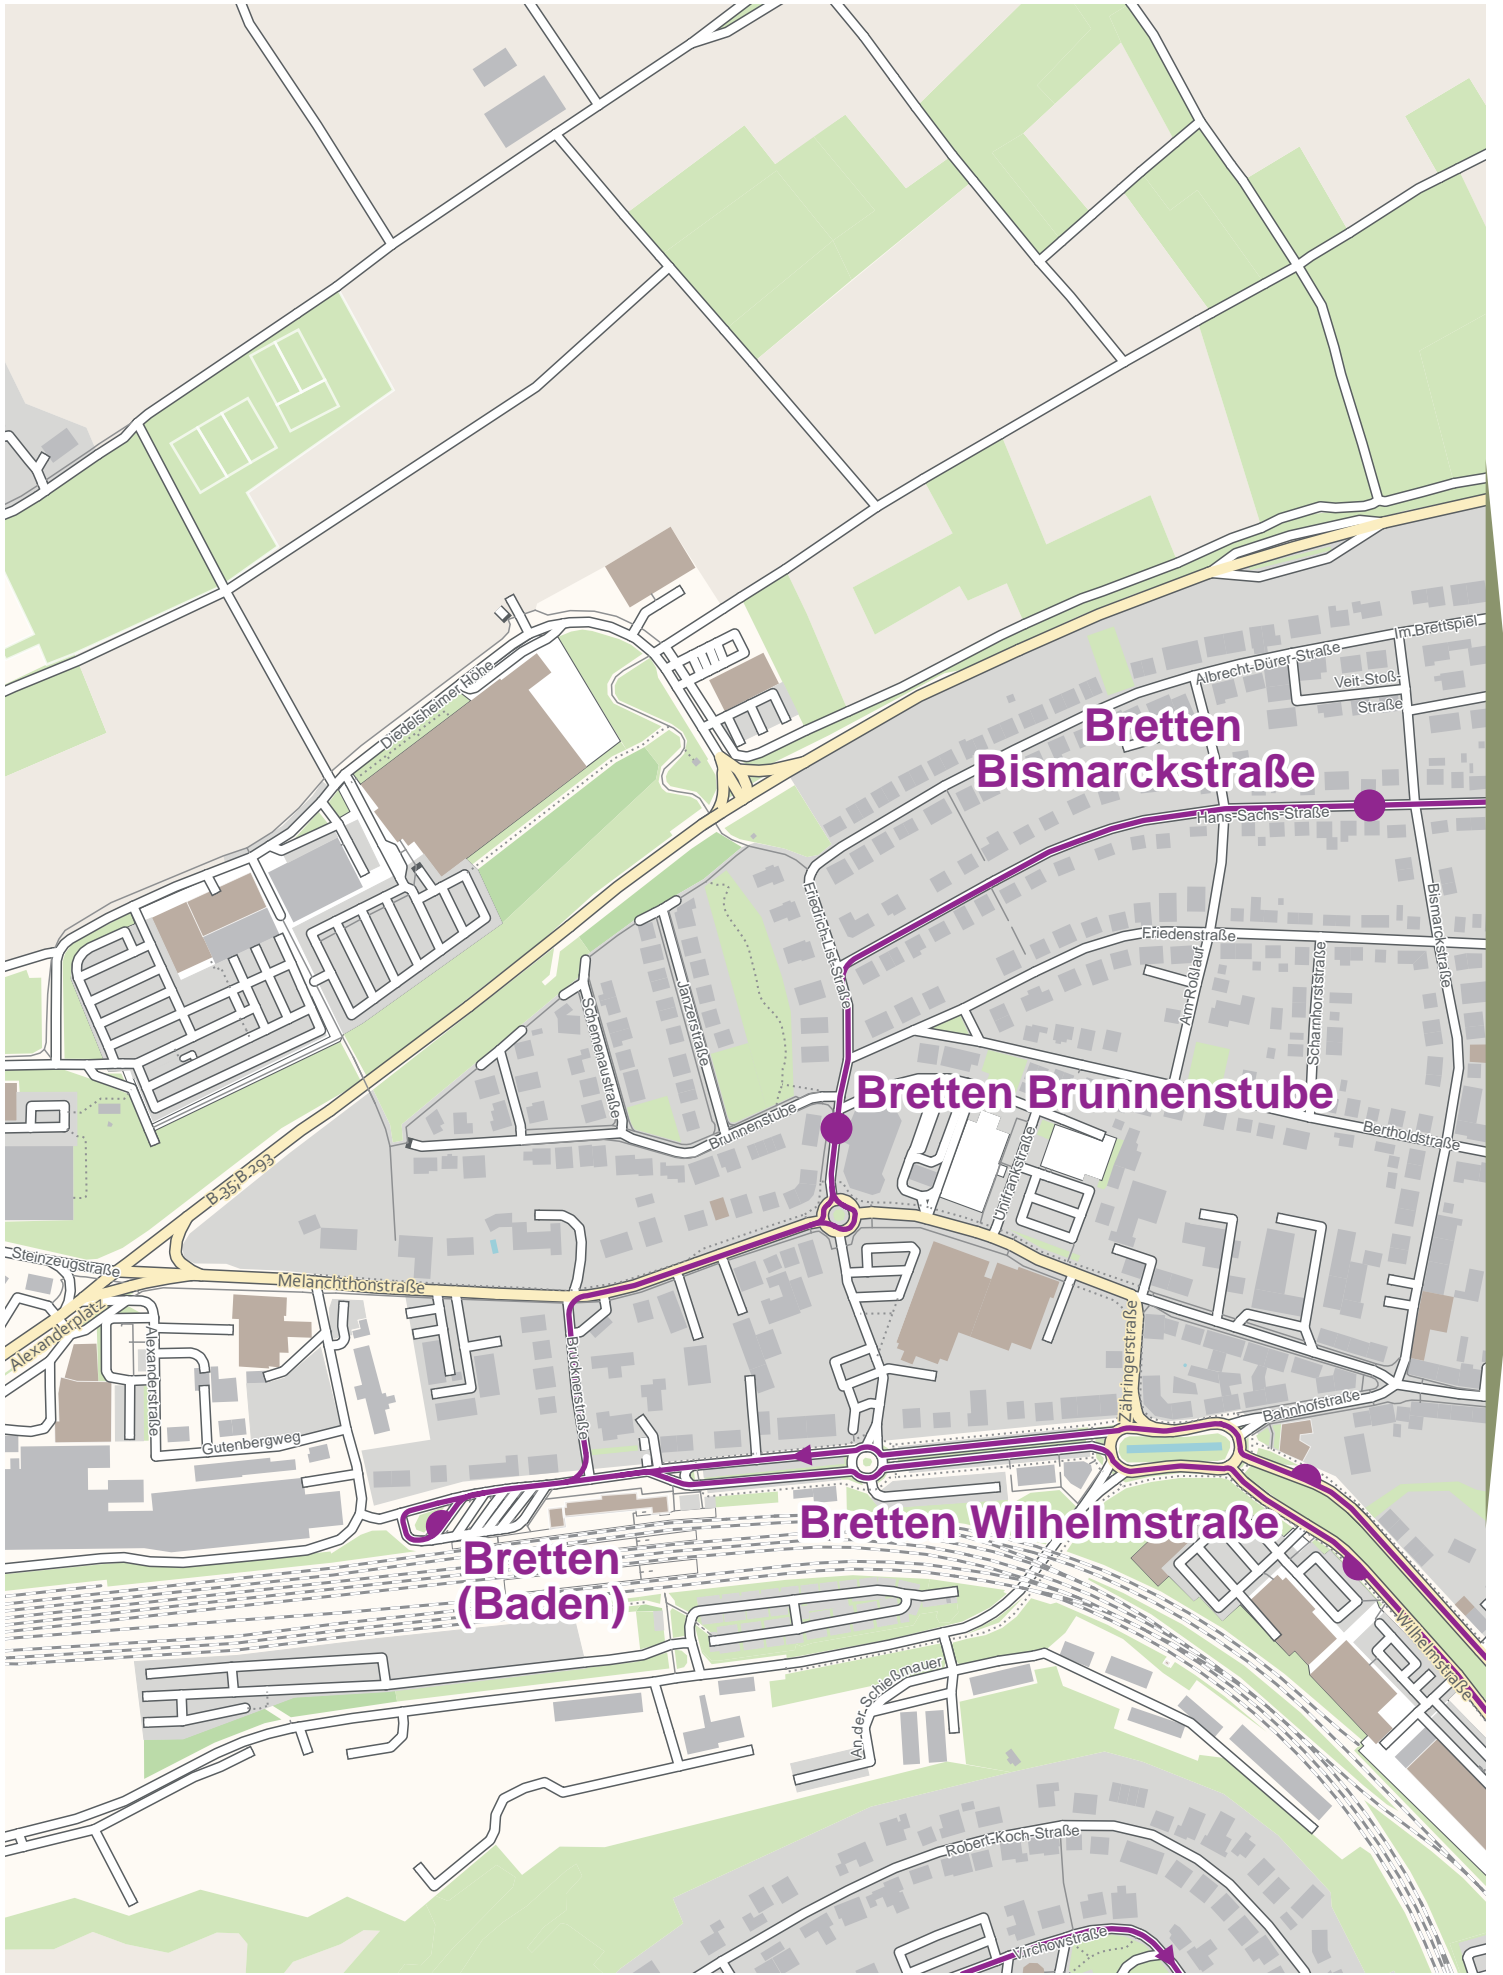 Im Brettspiel
Albrecht-Dürer-Straße
Veit-Stoß-
Straße
Diedelsheimer Höhe
Bretten
Bismarckstraße
Hans-Sachs-Straße
Friedrich-List-Straße
Bismarckstraße
Friedenstraße
Am Roßlauf
Scharnhorststraße
Janzerstraße
Schemenaustraße
Bretten Brunnenstube
Brunnenstube
Bertholdstraße
Unifrankstraße
B 35; B 293
Steinzeugstraße
Melanchthonstraße
Alexanderplatz
Alexanderstraße
Brücknerstraße
Zähringerstraße
Bahnhofstraße
Gutenbergweg
Bretten Wilhelmstraße
Bretten
(Baden)
Wilhelmstraße
An der Schießmauer
Robert-Koch-Straße
Virchowstraße